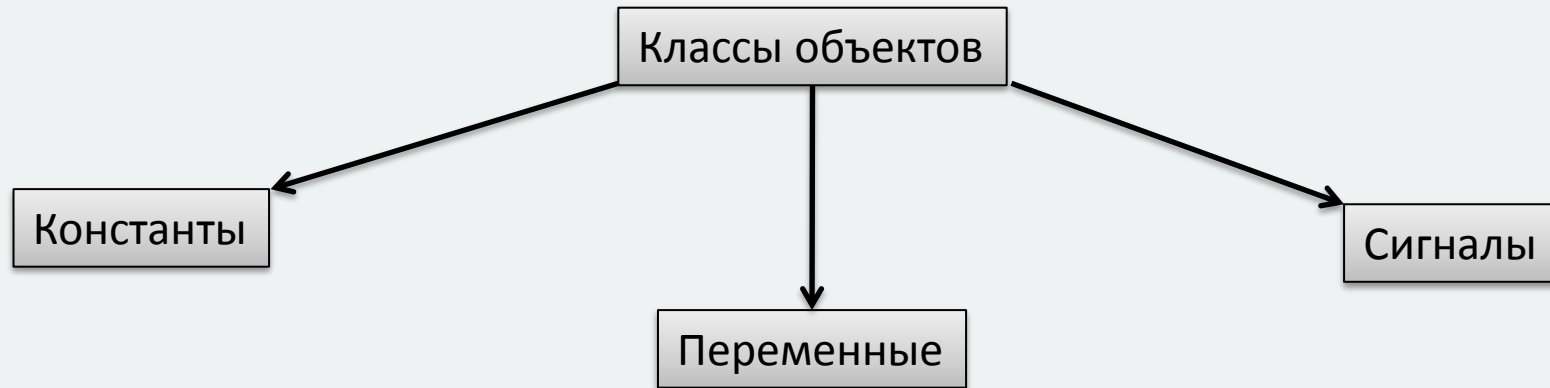 Классы объектов
Константы
Сигналы
Переменные